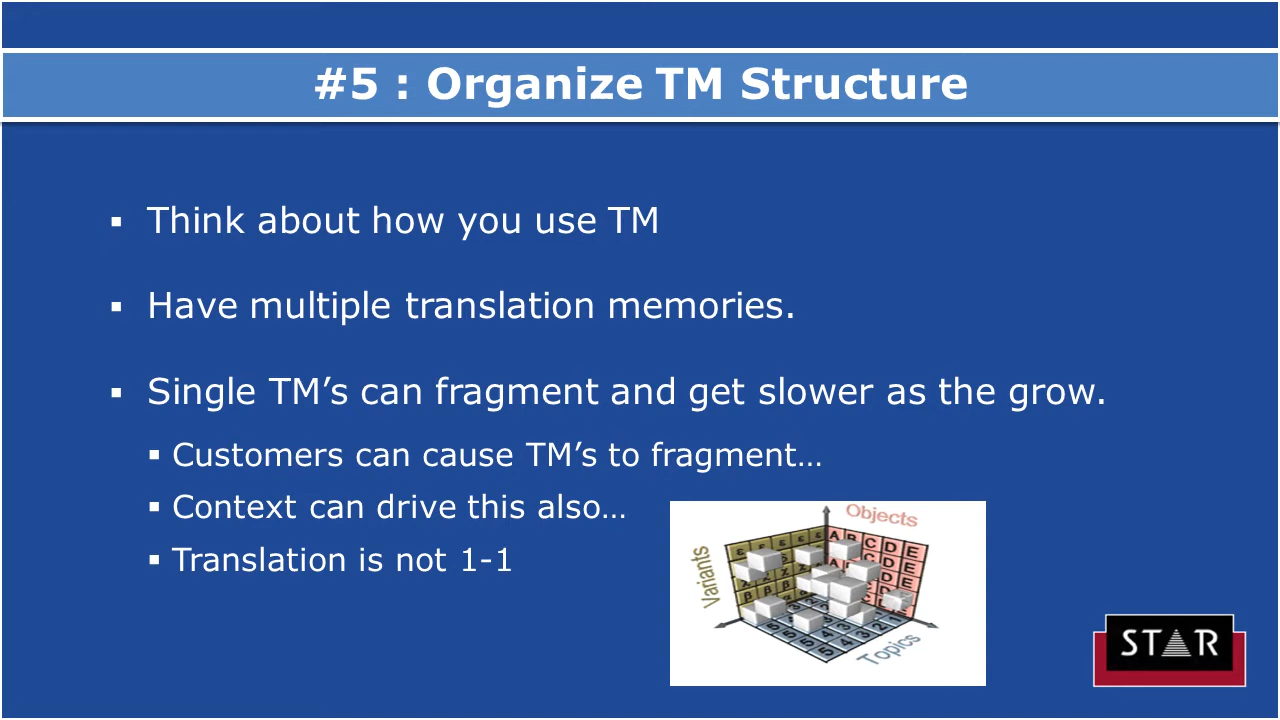 #5 : Organize TM Structure
Think about how you use TM
Have multiple translation memories.
Single TM’s can fragment and get slower as the grow.
Customers can cause TM’s to fragment…
Context can drive this also…
Translation is not 1-1
Objects
Variants
Topics
STAR